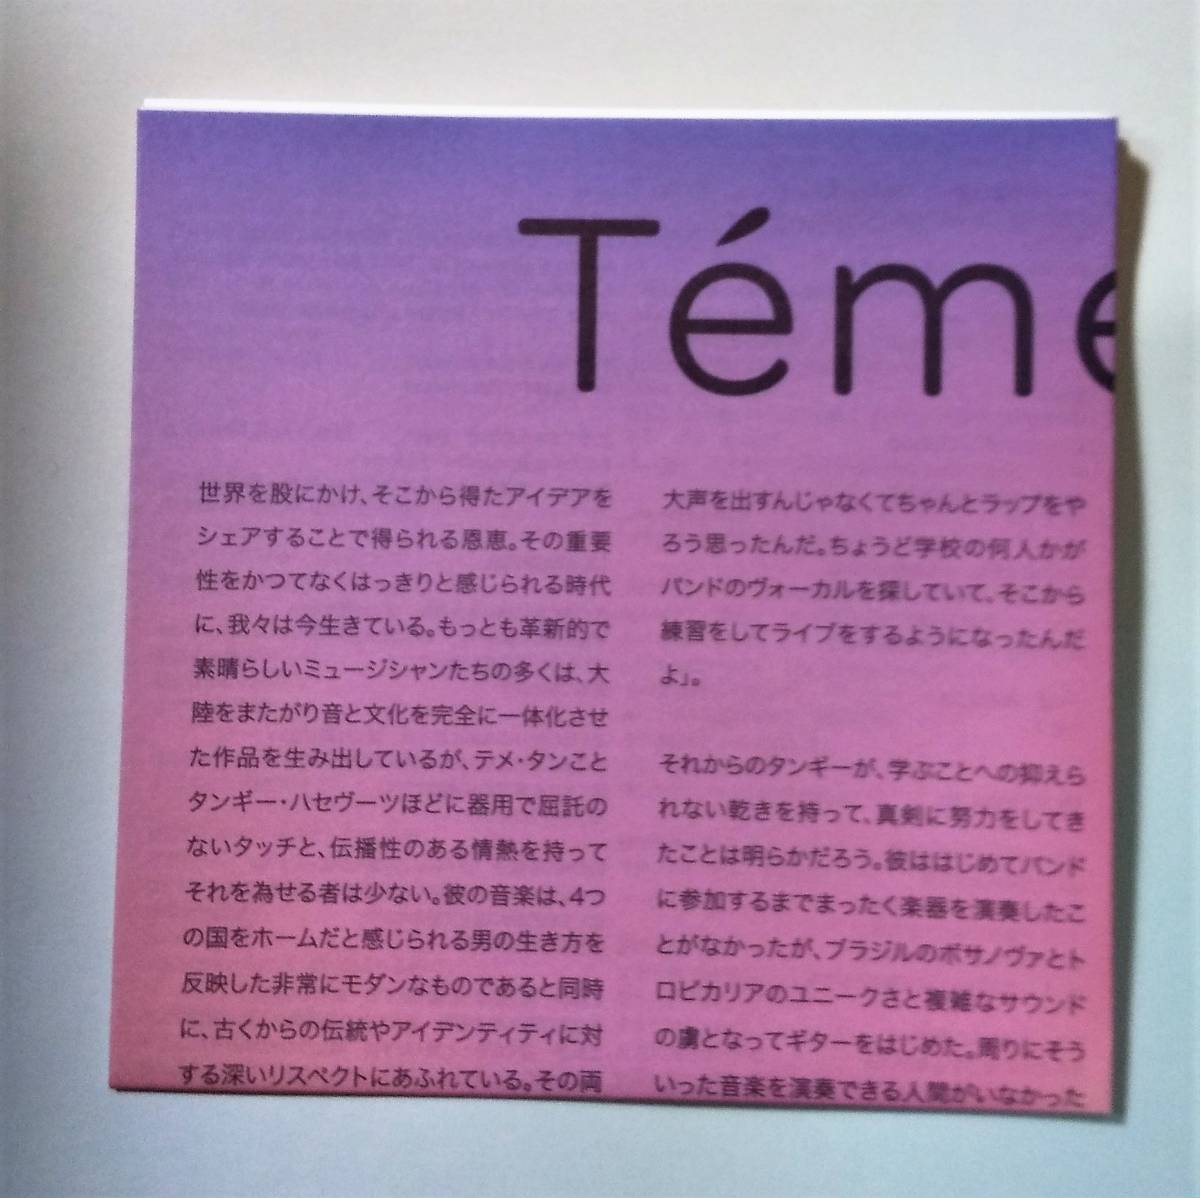 Téme
世界を股にかけ、そこから得たアイデアを
シェアすることで得られる恩恵。その重要
性をかつてなくはっきりと感じられる時代
に、我々は今生きている。もっとも革新的で
素晴らしいミュージシャンたちの多くは、大
陸をまたがり音と文化を完全に一体化させ
た作品を生み出しているが、テメ・タンこと
タンギー・ハセヴーツほどに器用で屈託の
ないタッチと、伝播性のある情熱を持って
それを為せる者は少ない。彼の音楽は、4つ
の国をホームだと感じられる男の生き方を
反映した非常にモダンなものであると同時
に、古くからの伝統やアイデンティティに対
する深いリスペクトにあふれている。その両
大声を出すんじゃなくてちゃんとラップをや
ろう思ったんだ。ちょうど学校の何人かが
バンドのヴォーカルを探していて、そこから
練習をしてライブをするようになったんだ
よ」。
それからのタンギーが、学ぶことへの抑えら
れない乾きを持って、真剣に努力をしてき
たことは明らかだろう。彼ははじめてバンド
に参加するまでまったく楽器を演奏したこ
とがなかったが、ブラジルのボサノヴァとト
ロピカリアのユニークさと複雑なサウンド
の虜となってギターをはじめた。周りにそう
いった音楽を演奏できる人間がいなかった